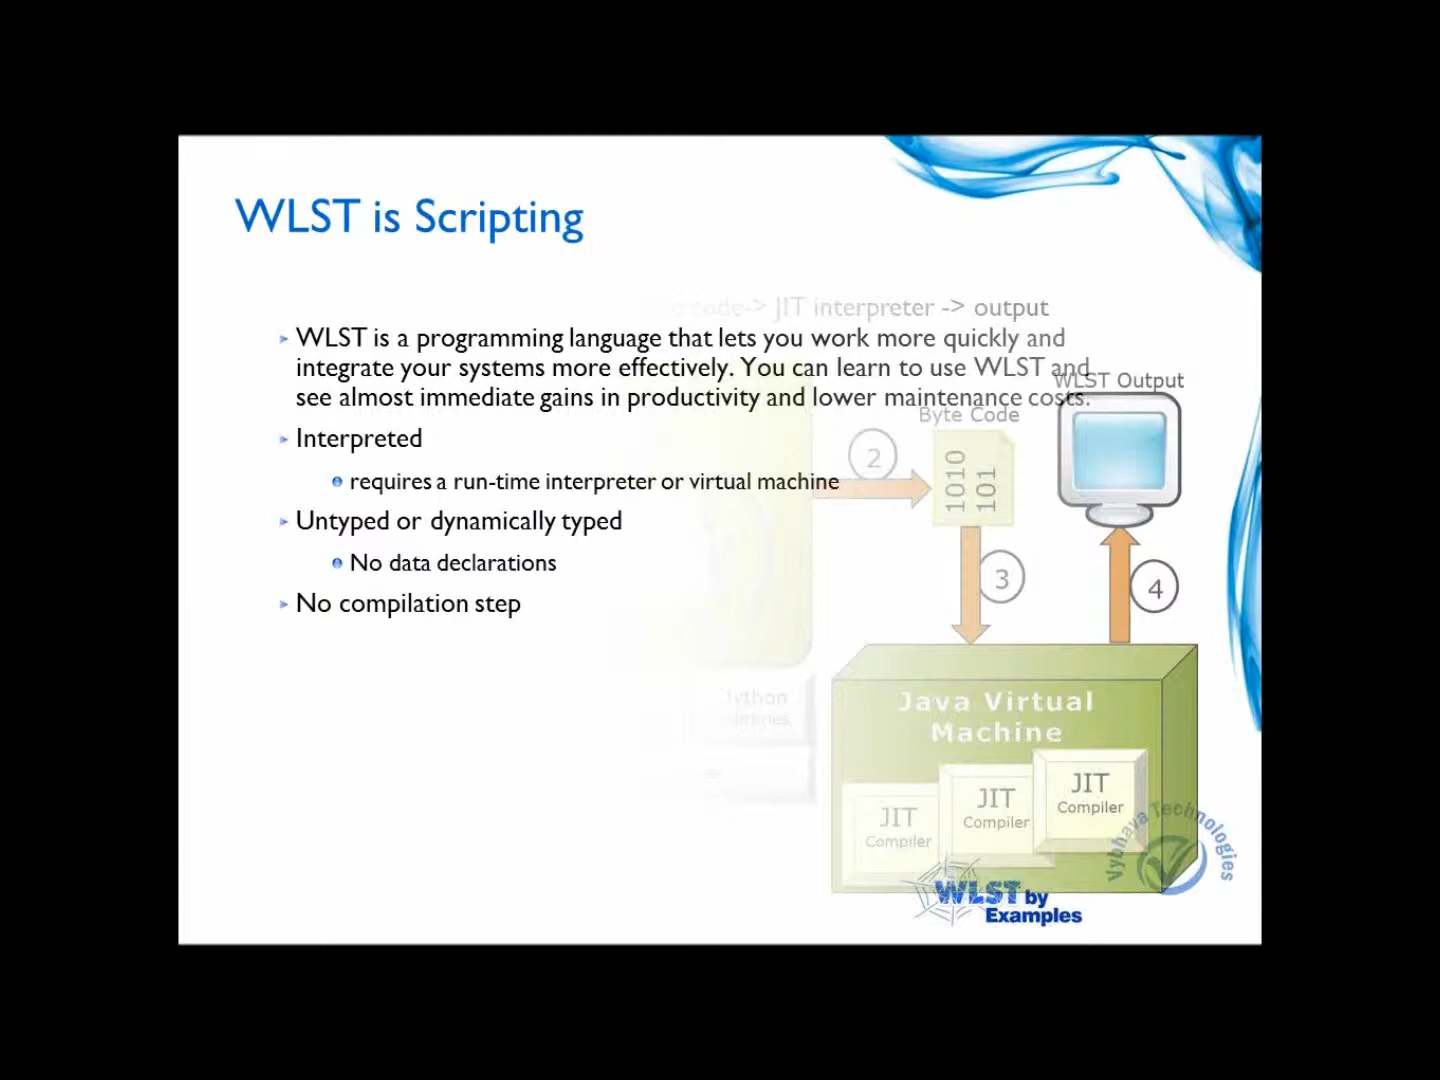 WLST is Scripting
code-> JIT interpreter -> output
WLST is a programming language that lets you work more quickly and
integrate your systems more effectively. You can learn to use WLST and
see almost immediate gains in productivity and lower maintenance costs.
WLST Output
Byte Code
Interpreted
2
1010
101
requires a run-time interpreter or virtual machine
Untyped or dynamically typed
No data declarations
3
4
No compilation step
Java Virtual
Machine
JIT
Compiler
JIT
Compiler
JIT
Compiler
Vybhava Technologies
WLST by
Examples